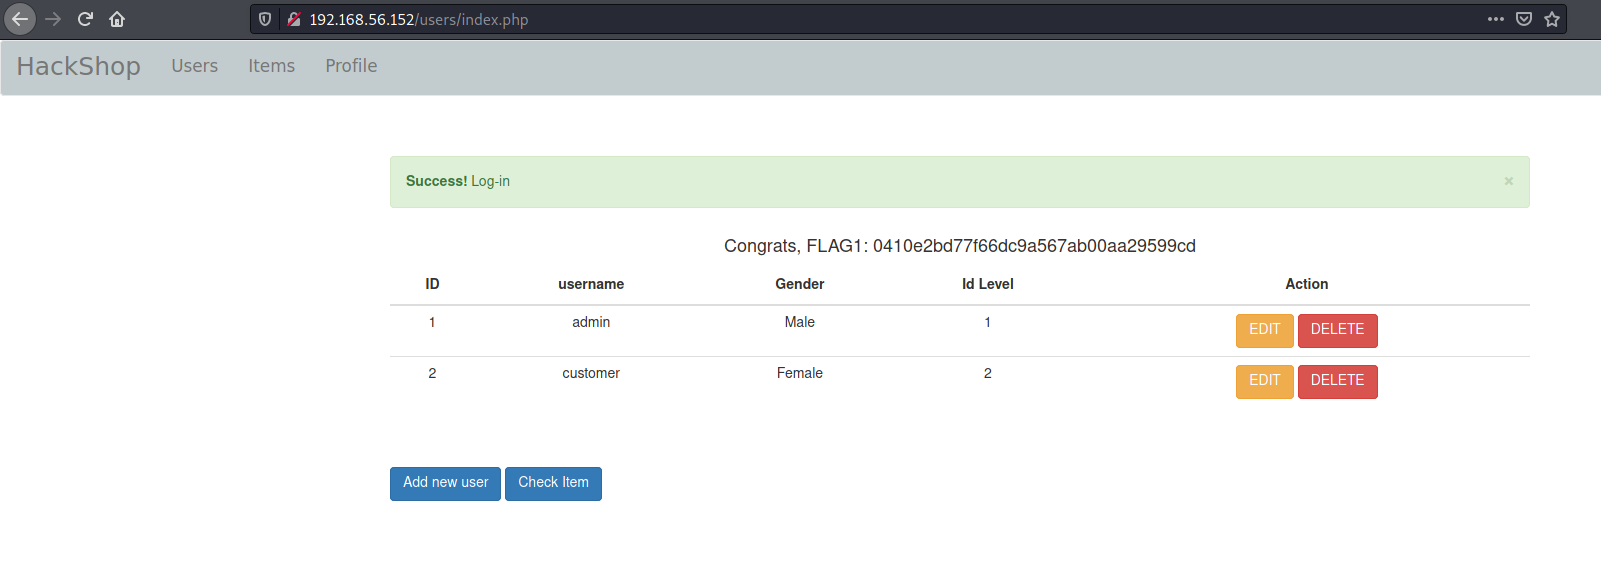 192.168.56.152/users/index.php
HackShop Users Items Profile
Success! Log-in ×
Congrats, FLAG1: 0410e2bd77f66dc9a567ab00aa29599cd
ID username Gender Id Level Action
1 admin Male 1 EDIT DELETE
2 customer Female 2 EDIT DELETE
Add new user Check Item